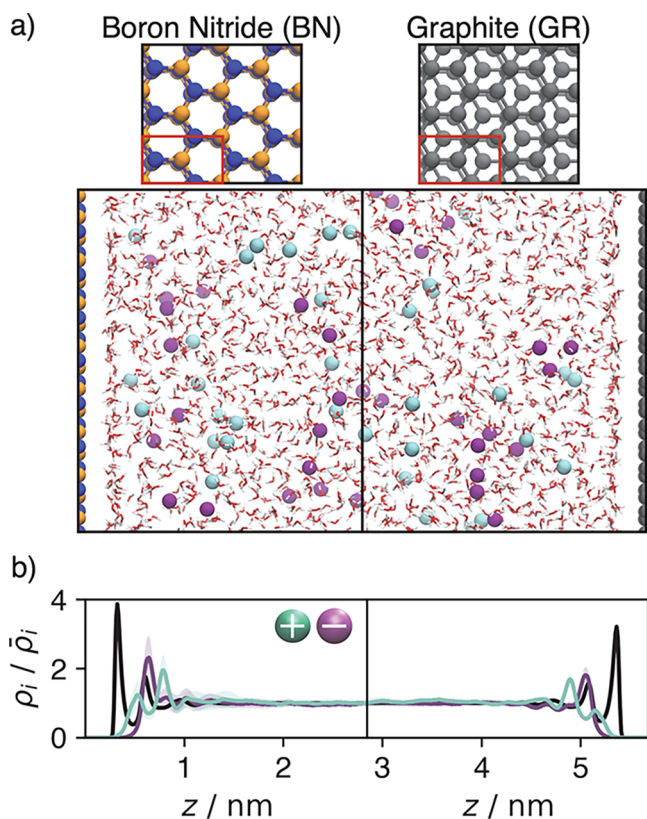 a)
Boron Nitride (BN)
Graphite (GR)
b)
4
2
0
ρᵢ / ρ̄ᵢ
+ −
1 2 3 4 5
z / nm z / nm